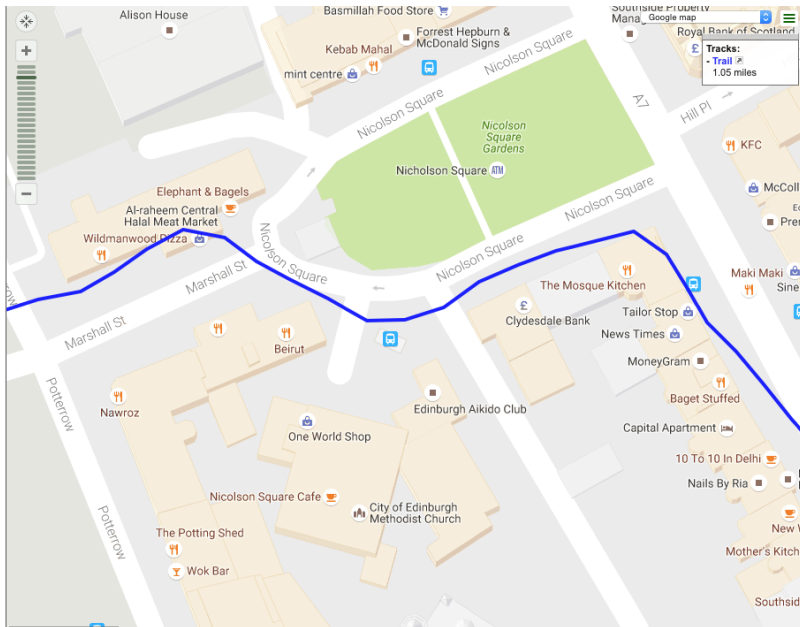 Alison House
Basmillah Food Store
Forrest Hepburn &
McDonald Signs
Kebab Mahal
mint centre
Nicolson Square
Nicolson Square
Southside Property
Google map
Royal Bank of Scotland
Tracks:
- Trail
1.05 miles
A7
Hill Pl
Nicolson
Square
Gardens
Nicholson Square
ATM
KFC
McColl
Elephant & Bagels
Al-raheem Central
Halal Meat Market
Wildmanwood Pizza
Nicolson Square
Nicolson Square
Nicolson Square
Marshall St
Marshall St
The Mosque Kitchen
Maki Maki
Clydesdale Bank
Tailor Stop
News Times
MoneyGram
Beirut
Nawroz
Potterrow
Baget Stuffed
Edinburgh Aikido Club
Capital Apartment
One World Shop
10 To 10 In Delhi
Nails By Ria
Nicolson Square Cafe
City of Edinburgh
Methodist Church
Potterrow
The Potting Shed
Wok Bar
New
Mother's Kitch
Southsid